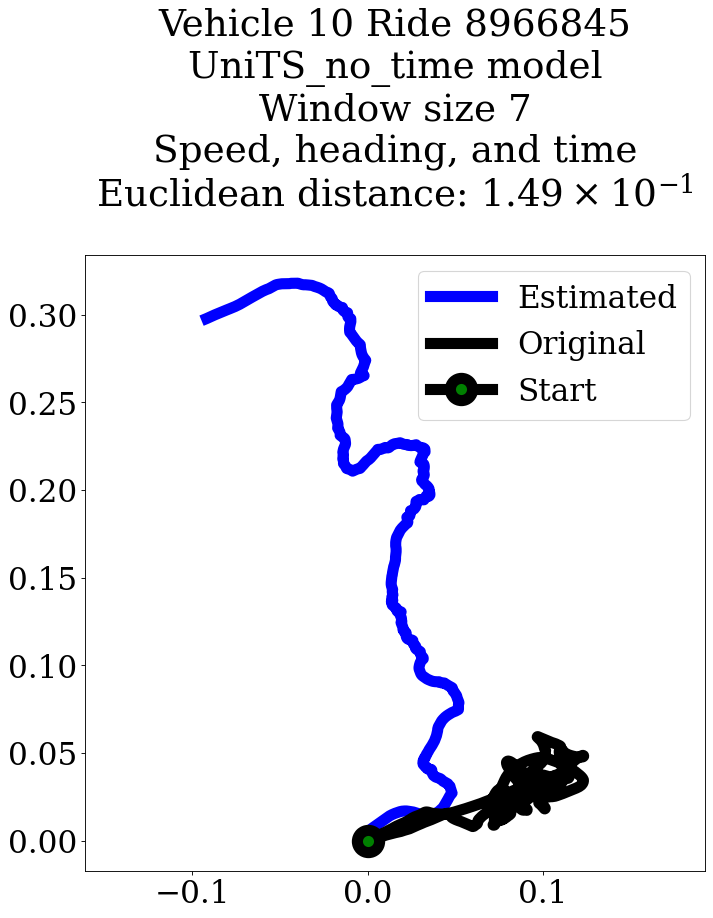 Vehicle 10 Ride 8966845
UniTS_no_time model
Window size 7
Speed, heading, and time
Euclidean distance: 1.49 × 10⁻¹
Estimated
Original
Start
0.30
0.25
0.20
0.15
0.10
0.05
0.00
−0.1
0.0
0.1